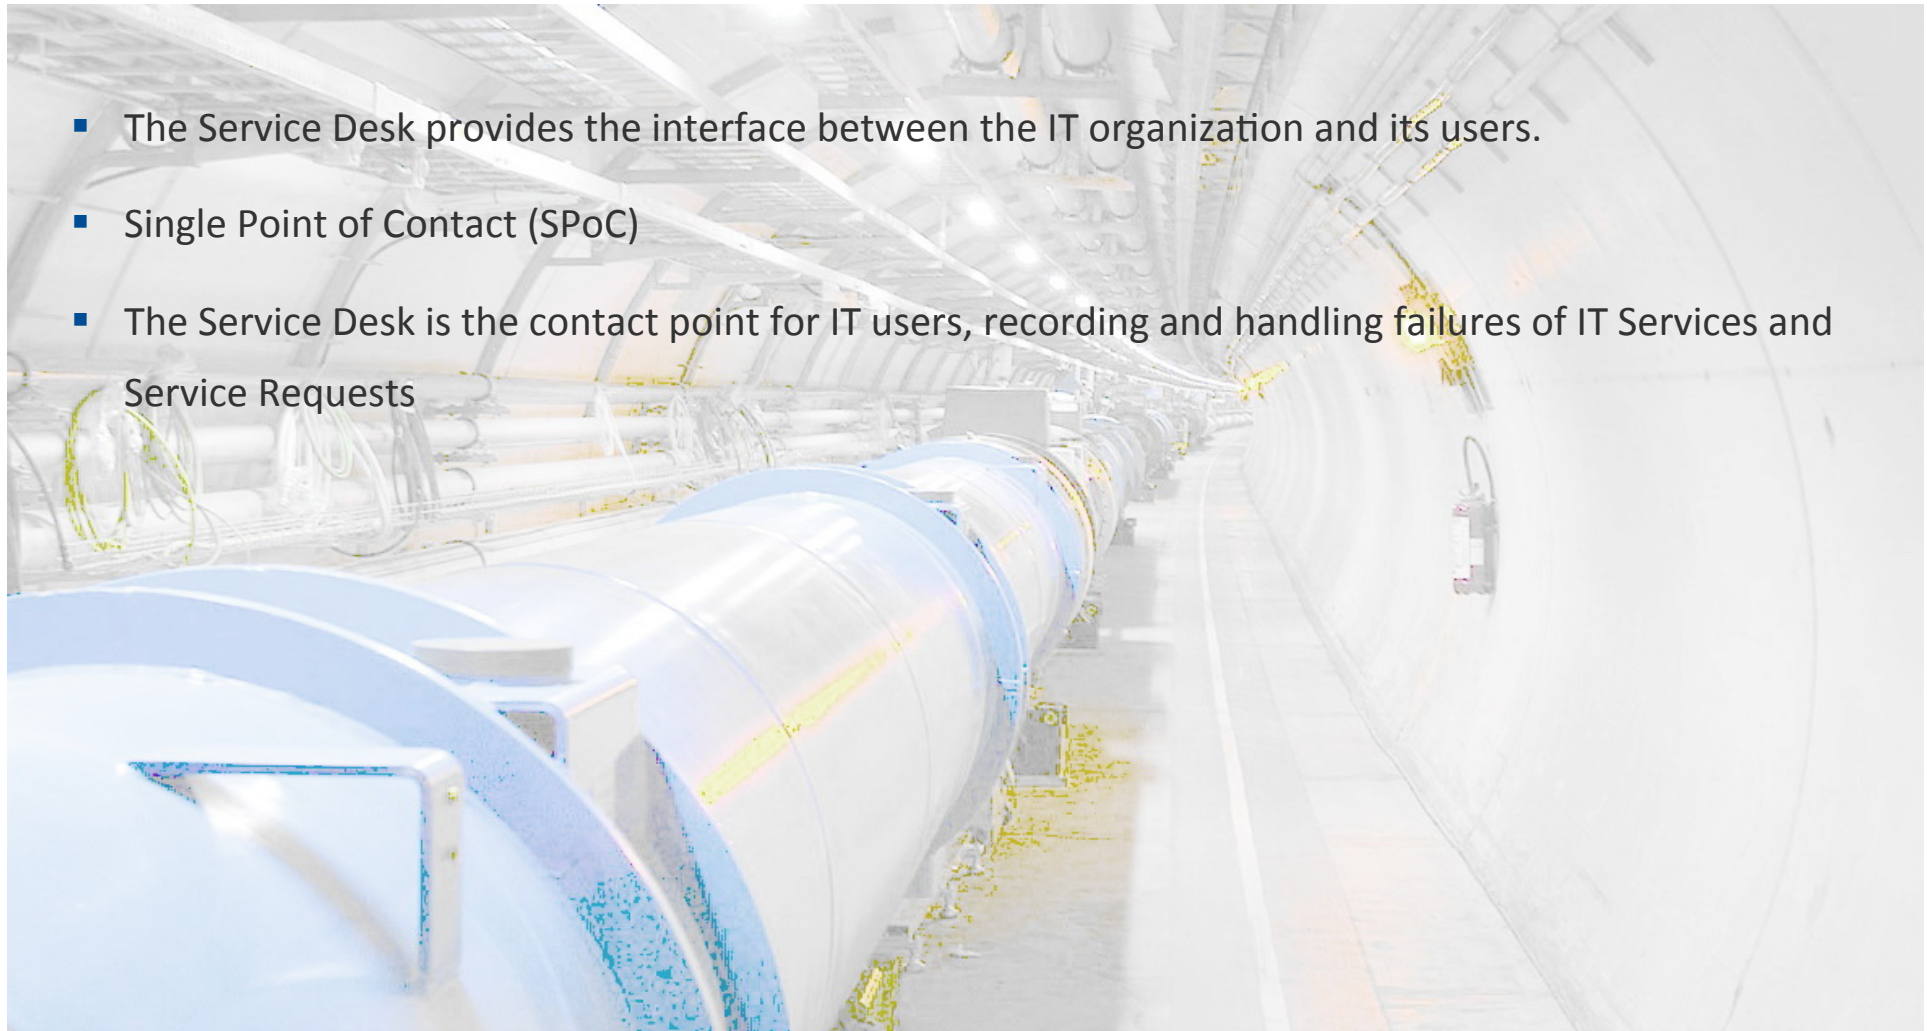 ▪ The Service Desk provides the interface between the IT organization and its users.
▪ Single Point of Contact (SPoC)
▪ The Service Desk is the contact point for IT users, recording and handling failures of IT Services and
Service Requests